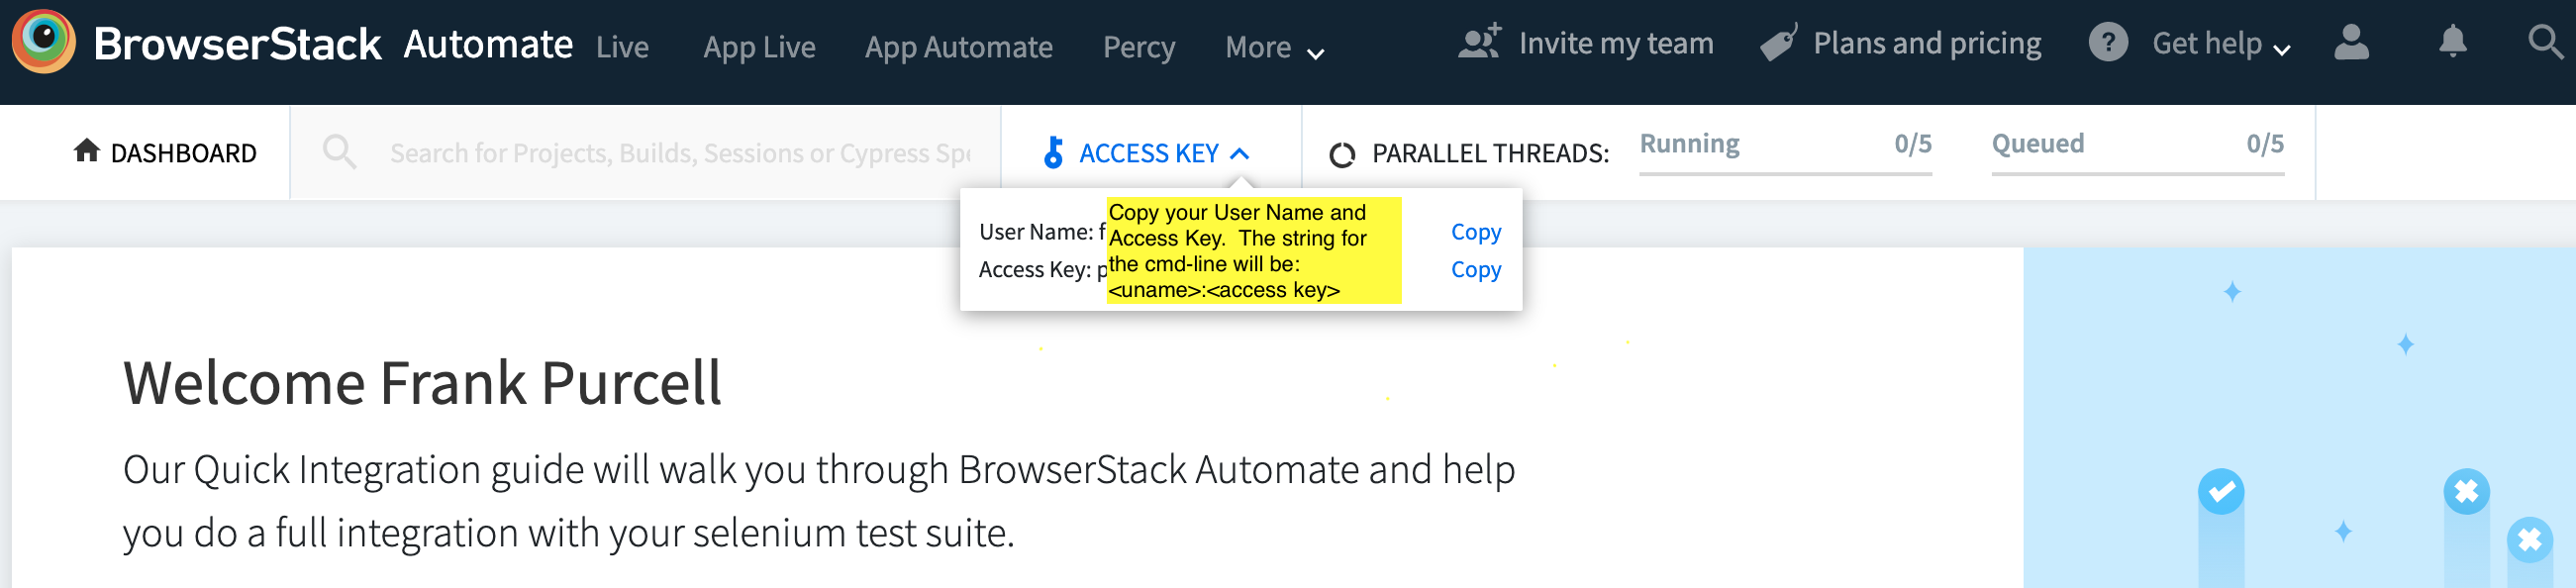 BrowserStack Automate Live App Live App Automate Percy More Invite my team Plans and pricing ? Get help
DASHBOARD Search for Projects, Builds, Sessions or Cypress Spe ACCESS KEY PARALLEL THREADS: Running 0/5 Queued 0/5
User Name: f Copy
Access Key: p Copy
Copy your User Name and
Access Key. The string for
the cmd-line will be:
<uname>:<access key>
Welcome Frank Purcell
Our Quick Integration guide will walk you through BrowserStack Automate and help
you do a full integration with your selenium test suite.